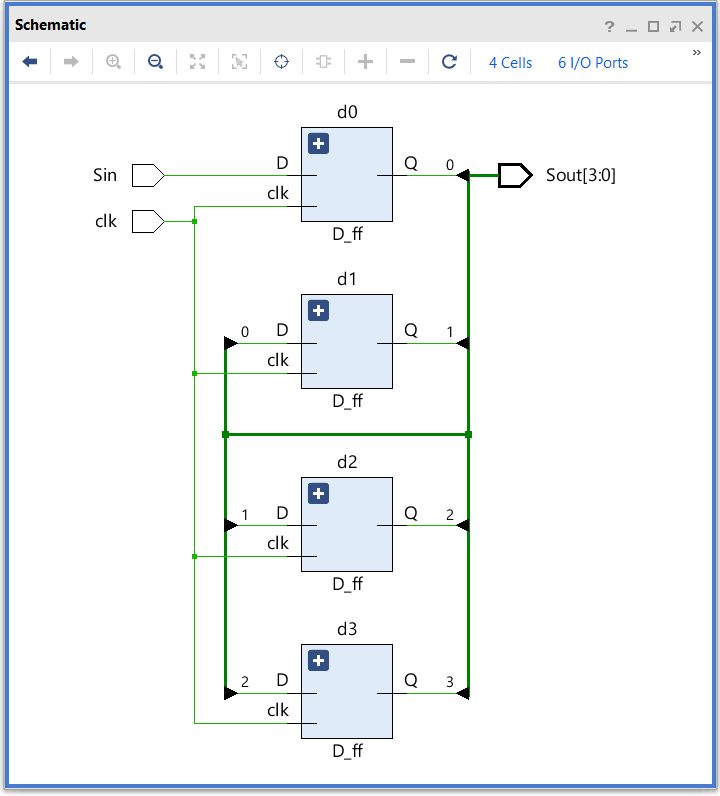 Schematic
4 Cells 6 I/O Ports
d0
Sin D Q 0 Sout[3:0]
clk clk
D_ff
d1
0 D Q 1
clk
D_ff
d2
1 D Q 2
clk
D_ff
d3
2 D Q 3
clk
D_ff